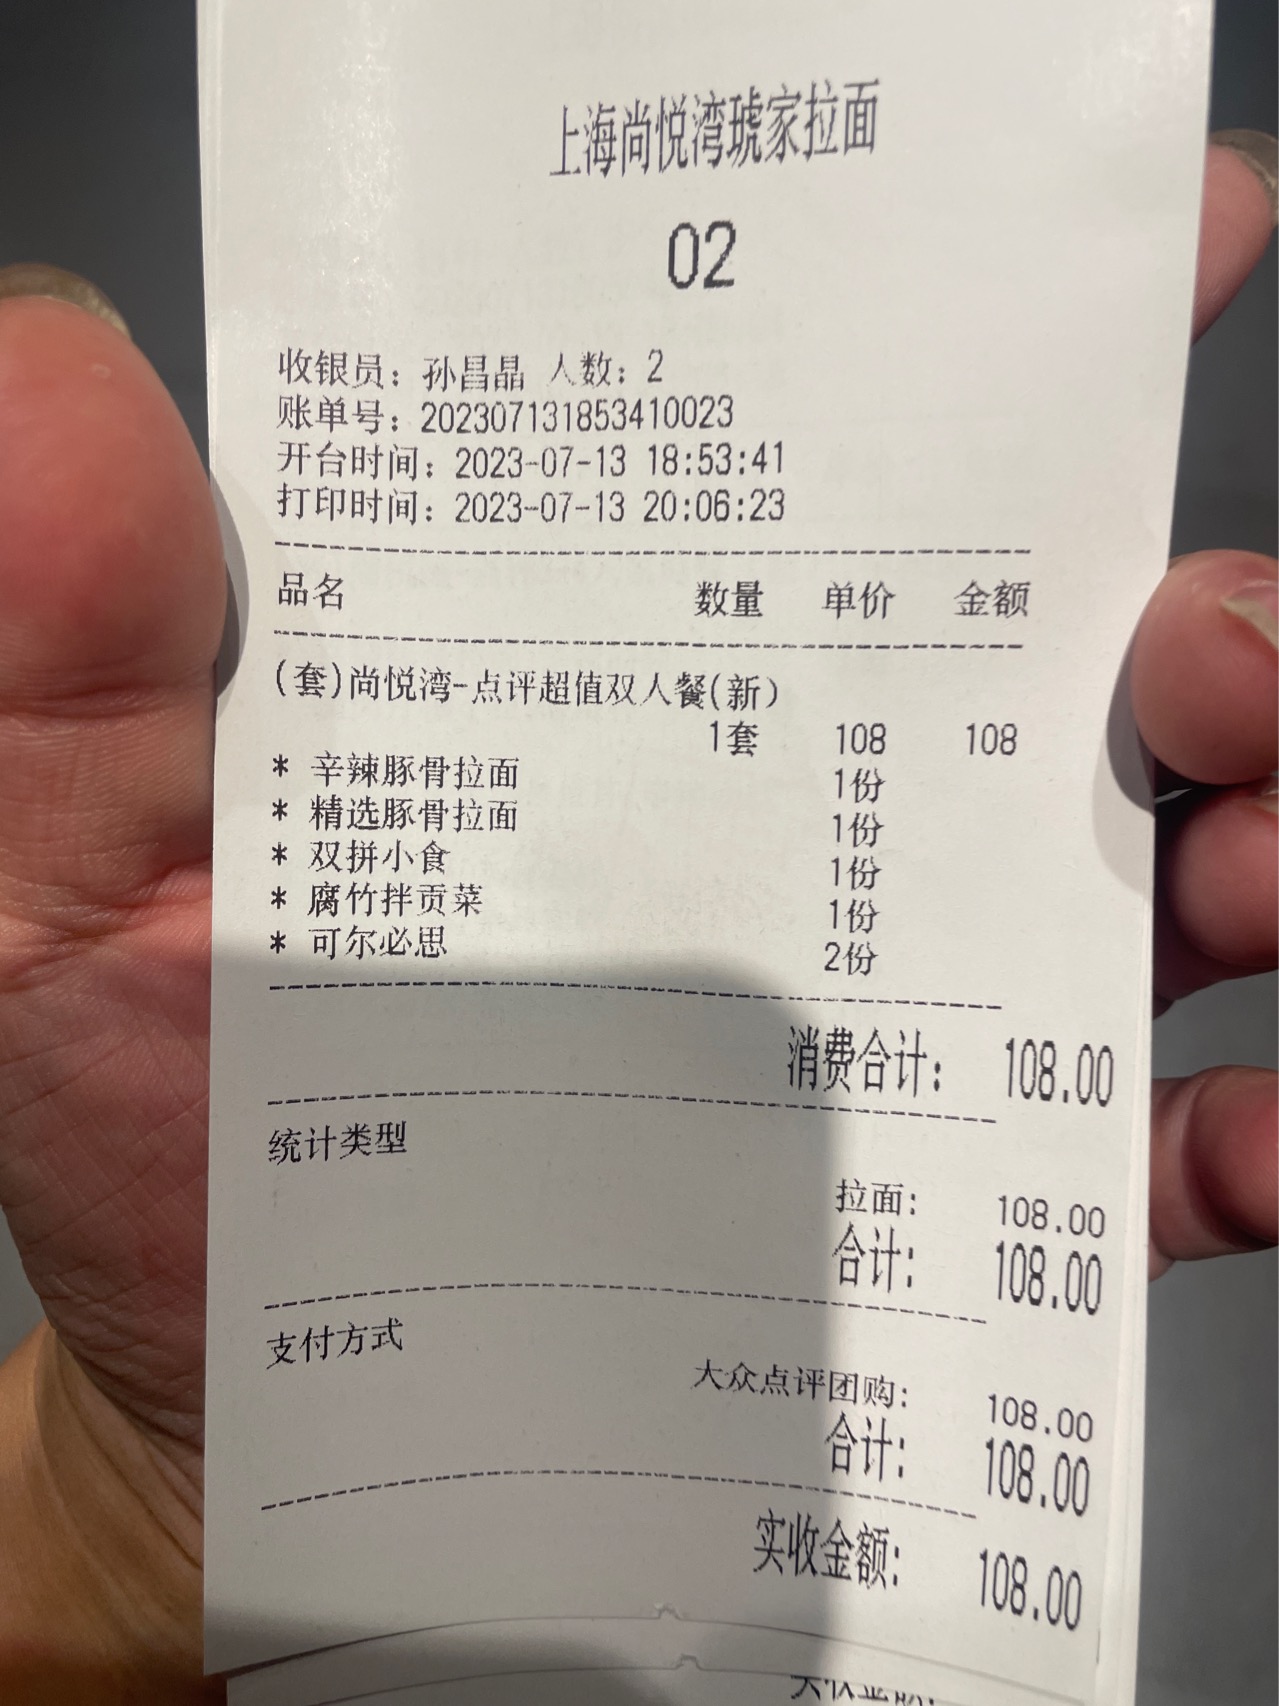 上海尚悦湾琥家拉面
02
收银员：孙昌晶 人数：2
账单号：202307131853410023
开台时间：2023-07-13 18:53:41
打印时间：2023-07-13 20:06:23
品名 数量 单价 金额
(套)尚悦湾-点评超值双人餐(新)
1套 108 108
* 辛辣豚骨拉面 1份
* 精选豚骨拉面 1份
* 双拼小食 1份
* 腐竹拌贡菜 1份
* 可尔必思 2份
消费合计： 108.00
统计类型
拉面： 108.00
合计： 108.00
支付方式
大众点评团购： 108.00
合计： 108.00
实收金额： 108.00